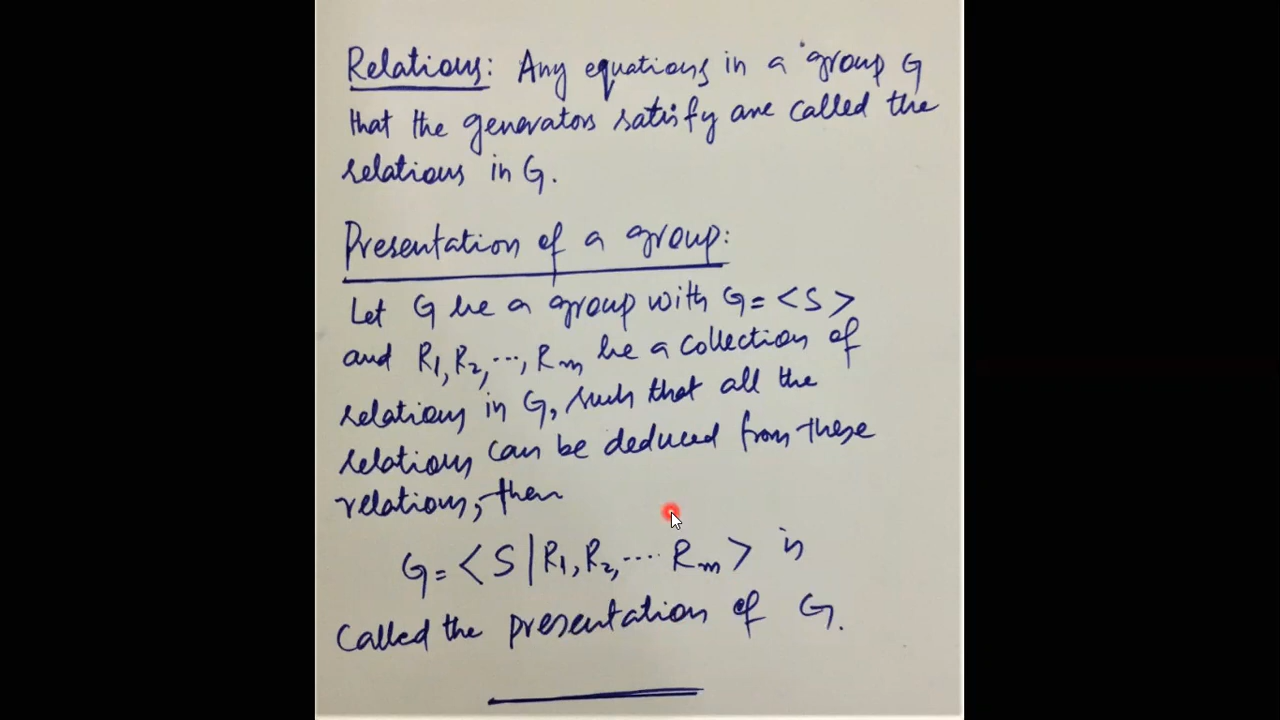 Relations: Any equations in a group G
that the generators satisfy are called the
relations in G.
Presentation of a group:
Let G be a group with G = < S >
and R₁, R₂, ..., Rₘ be a collection of
relations in G, such that all the
relations can be deduced from these
relations, then
G = < S | R₁, R₂, .... Rₘ > is
called the presentation of G.